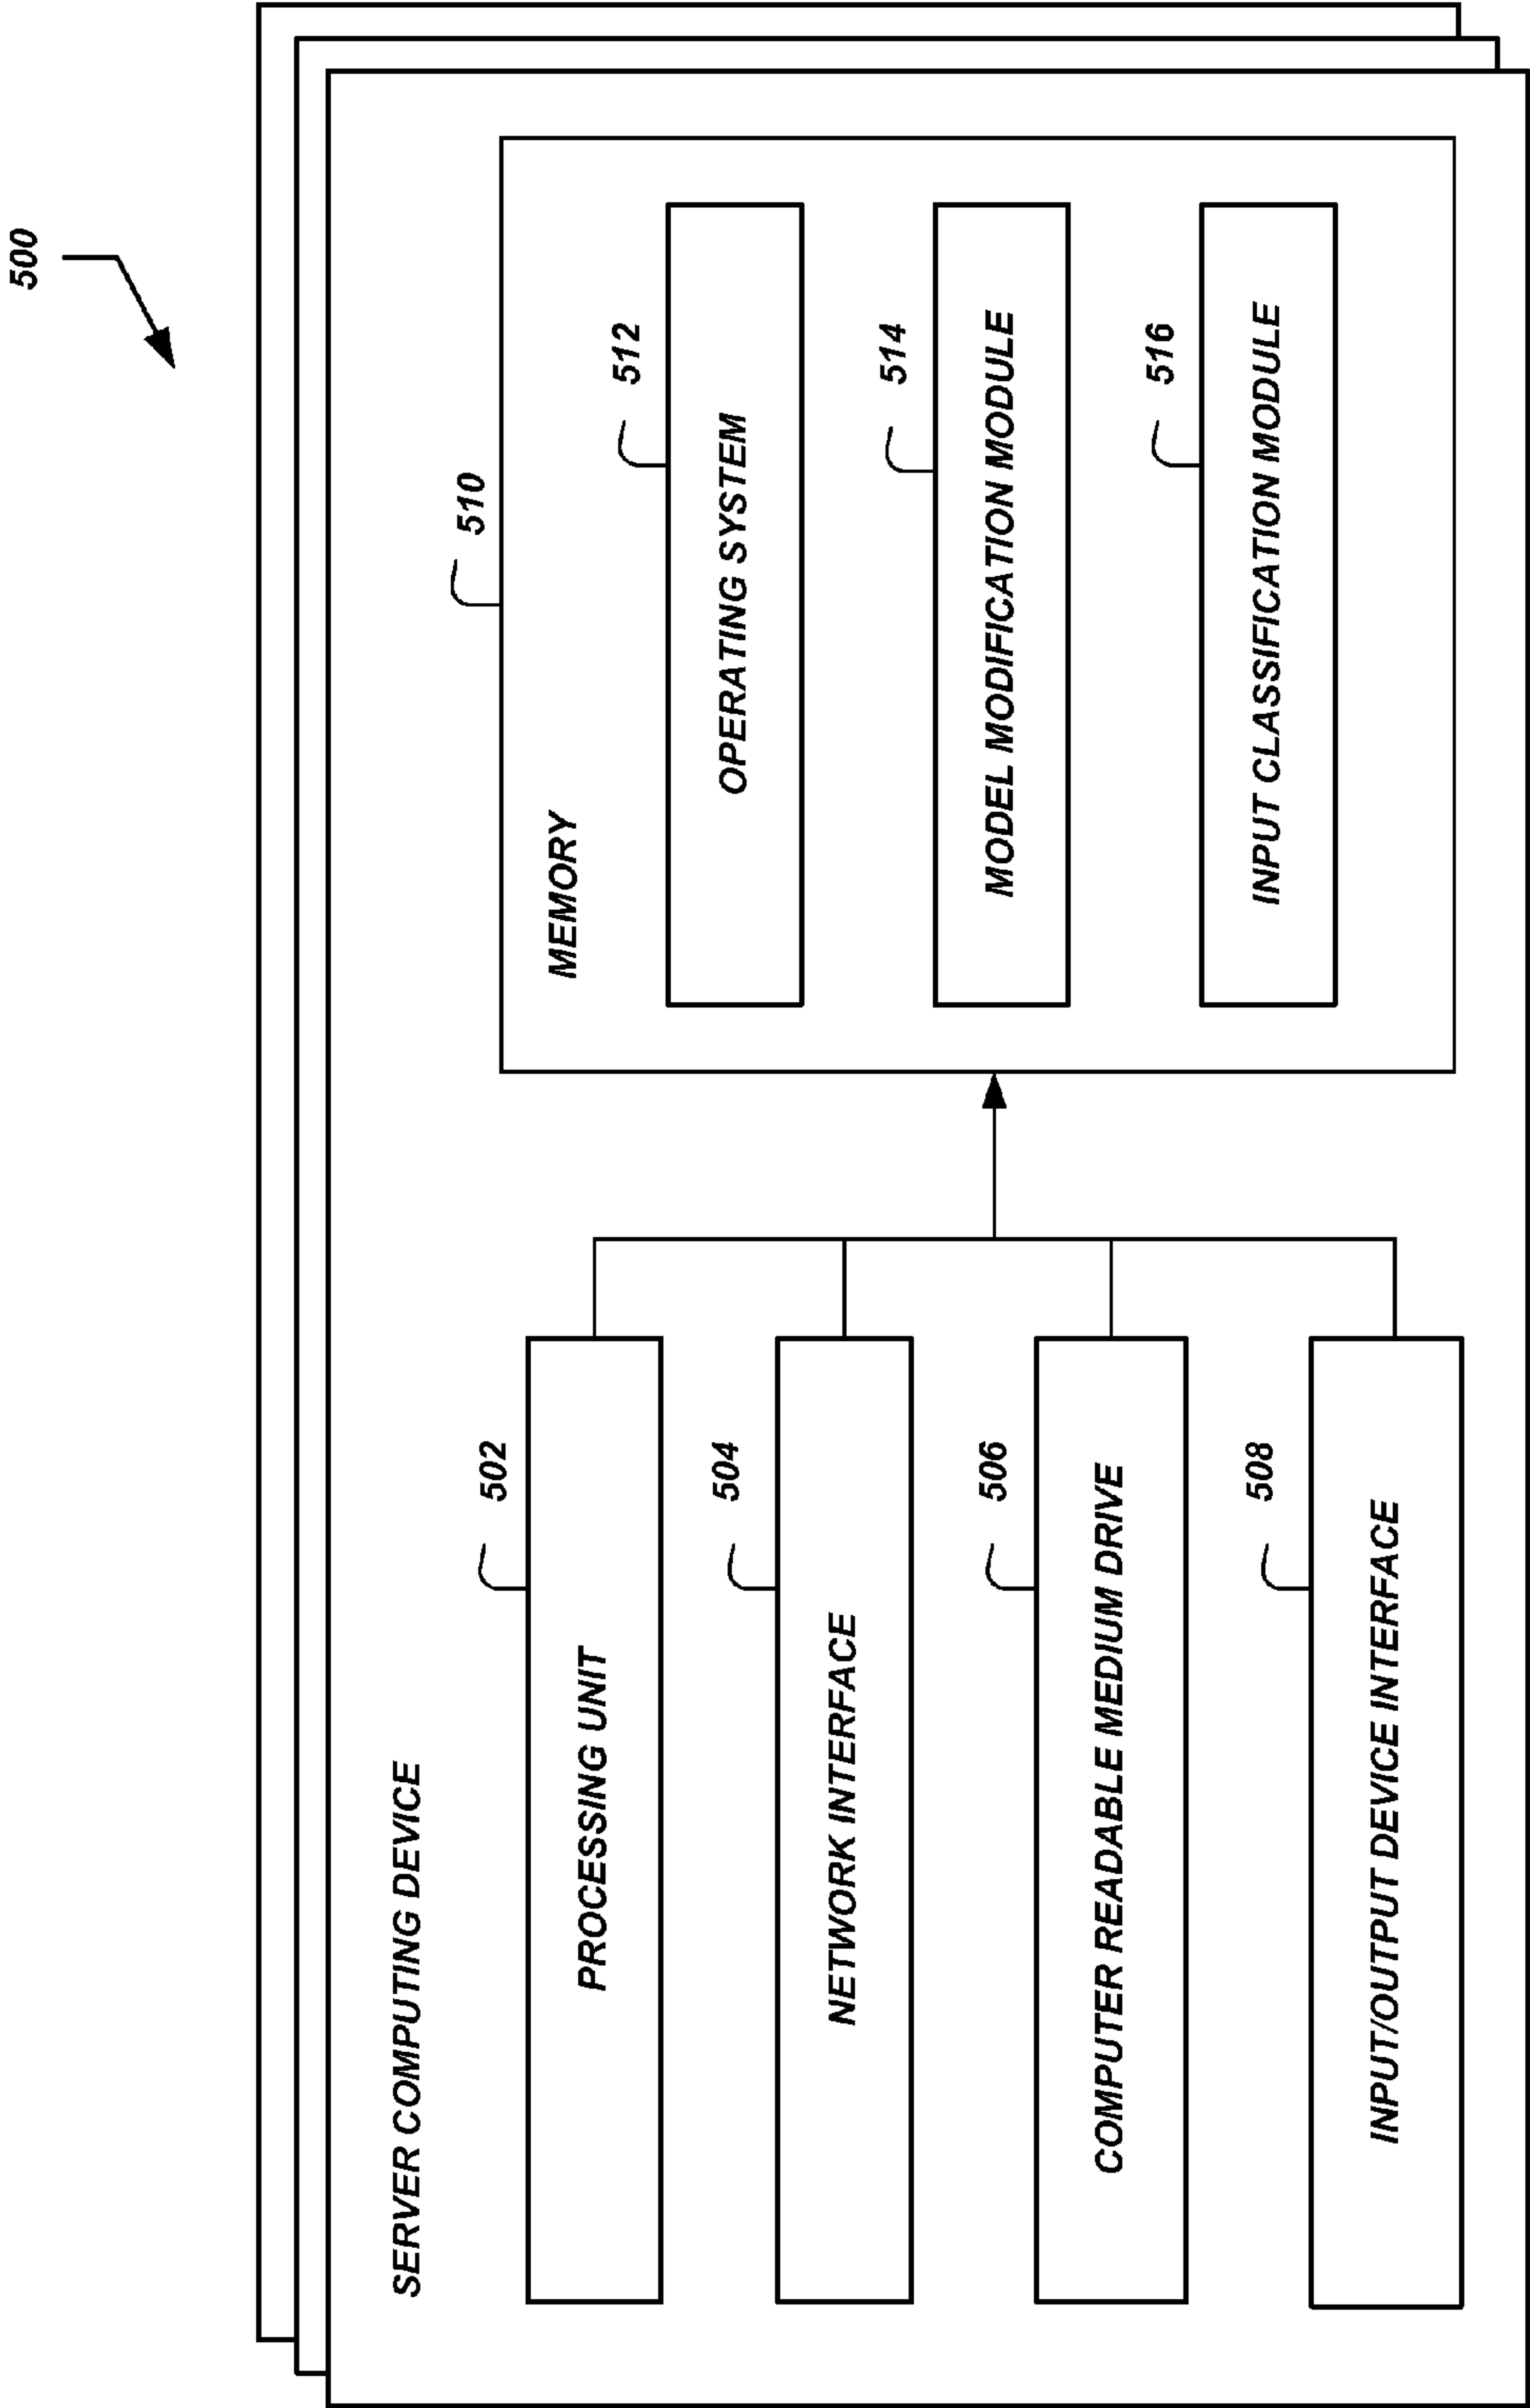 500
SERVER COMPUTING DEVICE
502
PROCESSING UNIT
504
NETWORK INTERFACE
506
COMPUTER READABLE MEDIUM DRIVE
508
INPUT/OUTPUT DEVICE INTERFACE
510
MEMORY
512
OPERATING SYSTEM
514
MODEL MODIFICATION MODULE
516
INPUT CLASSIFICATION MODULE